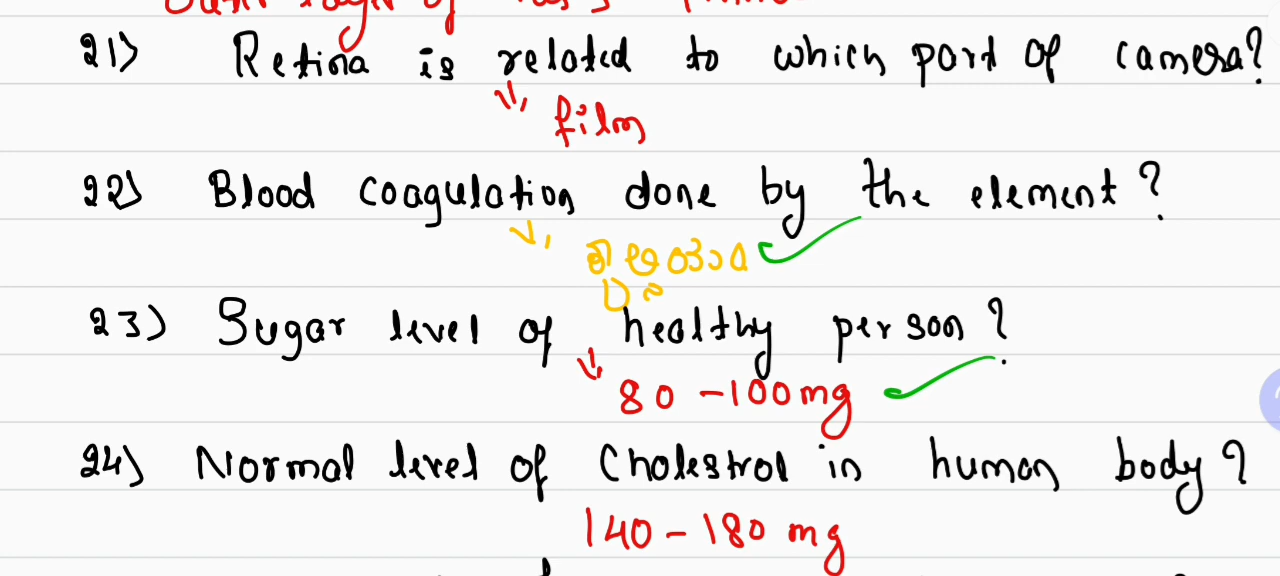 21) Retina is related to which part of camera?
film
22) Blood coagulation done by the element?
23) Sugar level of healthy person?
80-100mg
24) Normal level of Cholestrol in human body?
140-180 mg